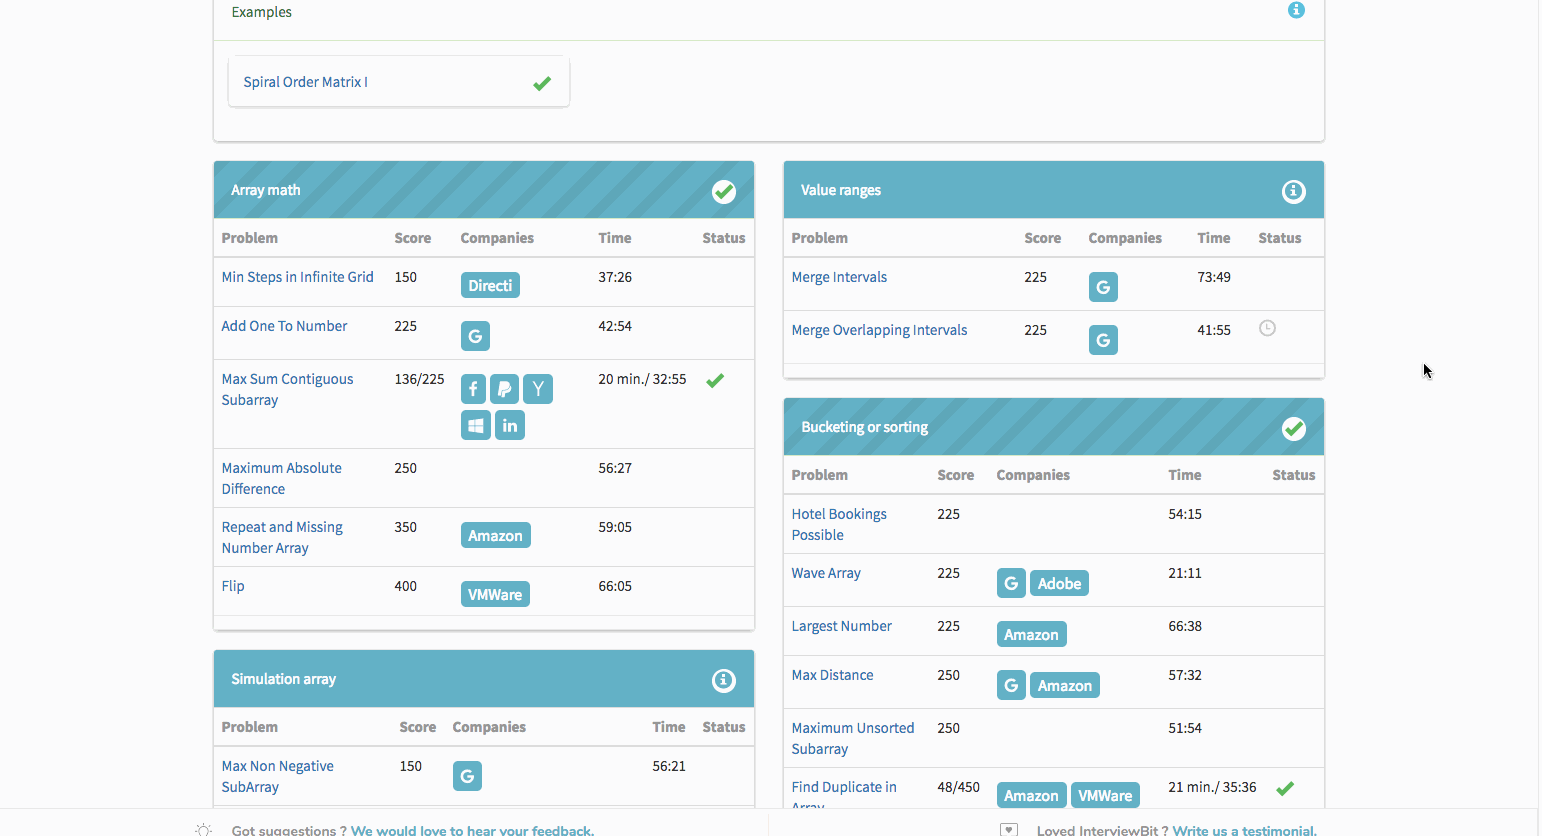 Examples
Spiral Order Matrix I
Array math
Problem Score Companies Time Status
Min Steps in Infinite Grid 150 Directi 37:26
Add One To Number 225 G 42:54
Max Sum Contiguous 136/225 f P Y 20 min./ 32:55
Subarray
in
Maximum Absolute 250 56:27
Difference
Repeat and Missing 350 Amazon 59:05
Number Array
Flip 400 VMWare 66:05
Simulation array
Problem Score Companies Time Status
Max Non Negative 150 G 56:21
SubArray
Value ranges
Problem Score Companies Time Status
Merge Intervals 225 G 73:49
Merge Overlapping Intervals 225 G 41:55
Bucketing or sorting
Problem Score Companies Time Status
Hotel Bookings 225 54:15
Possible
Wave Array 225 G Adobe 21:11
Largest Number 225 Amazon 66:38
Max Distance 250 G Amazon 57:32
Maximum Unsorted 250 51:54
Subarray
Find Duplicate in 48/450 Amazon VMWare 21 min./ 35:36
Array
Got suggestions ? We would love to hear your feedback.
Loved InterviewBit ? Write us a testimonial.